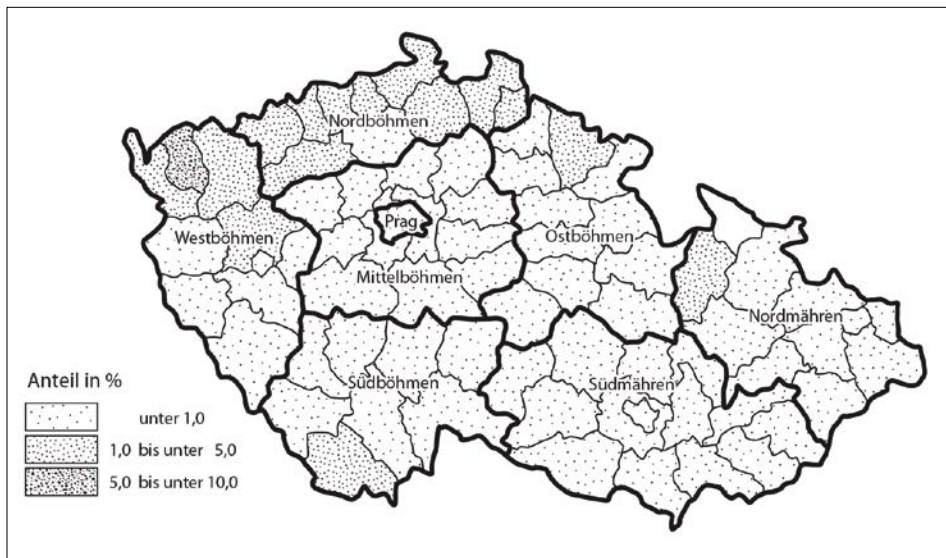 Nordböhmen
Prag
Westböhmen
Ostböhmen
Mittelböhmen
Nordmähren
Südböhmen
Südmähren
Anteil in %
unter 1,0
1,0 bis unter 5,0
5,0 bis unter 10,0